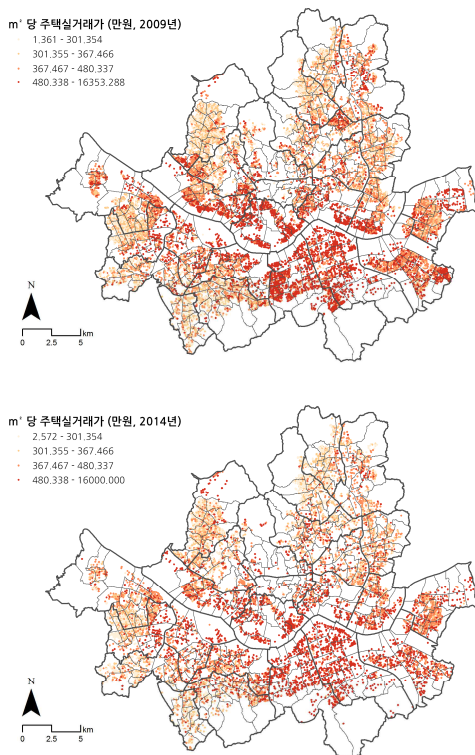 m² 당 주택실거래가 (만원, 2009년)
1,361 - 301.354
301.355 - 367.466
367.467 - 480.337
480.338 - 16353.288
N
km
0 2.5 5
m² 당 주택실거래가 (만원, 2014년)
2,572 - 301.354
301.355 - 367.466
367.467 - 480.337
480.338 - 16000.000
N
km
0 2.5 5